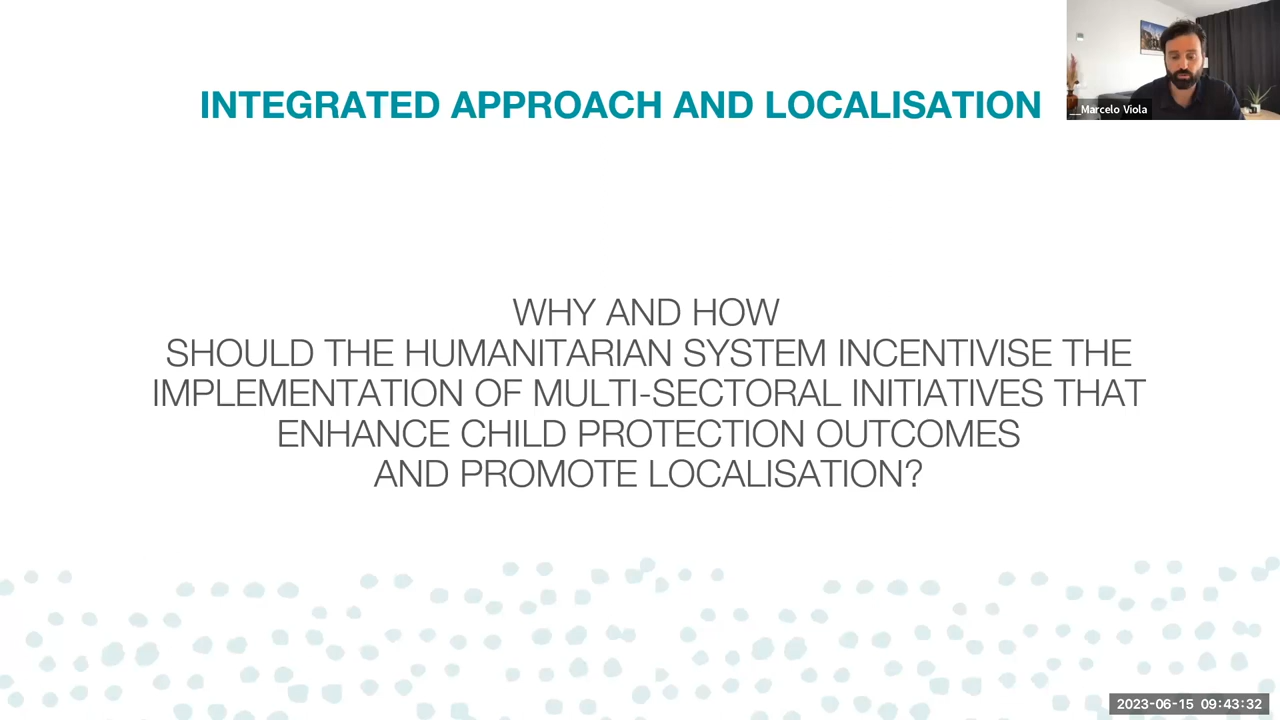 INTEGRATED APPROACH AND LOCALISATION
__Marcelo Viola
WHY AND HOW
SHOULD THE HUMANITARIAN SYSTEM INCENTIVISE THE
IMPLEMENTATION OF MULTI-SECTORAL INITIATIVES THAT
ENHANCE CHILD PROTECTION OUTCOMES
AND PROMOTE LOCALISATION?
2023-06-15 09:43:32